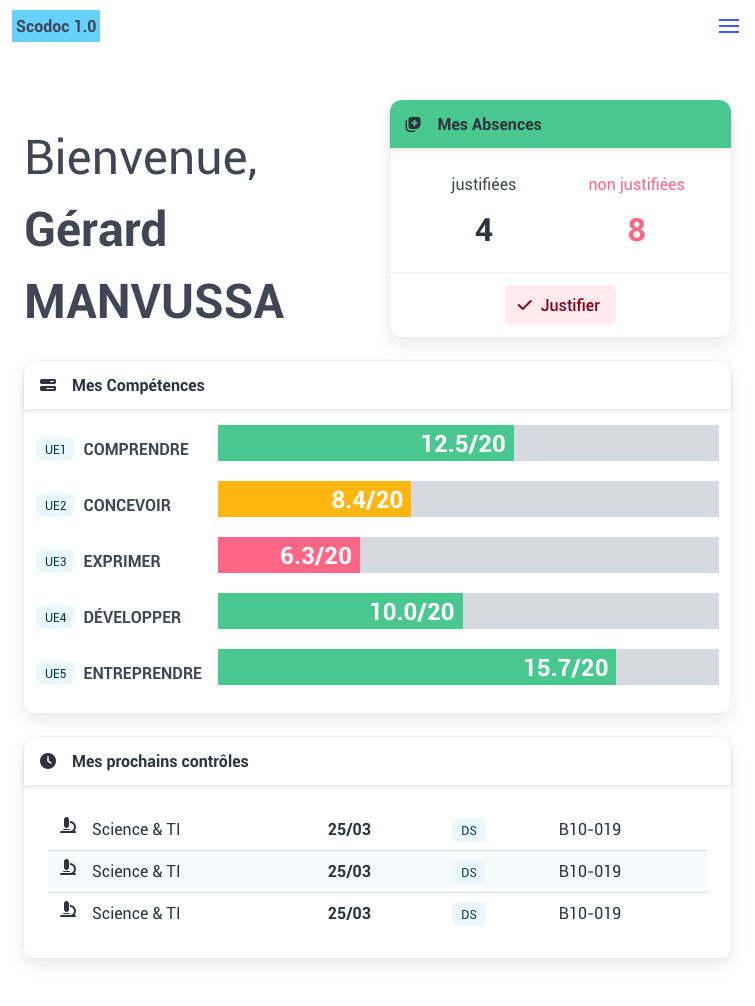 Scodoc 1.0
Bienvenue,
Gérard
MANVUSSA
Mes Absences
justifiées non justifiées
4 8
Justifier
Mes Compétences
UE1 COMPRENDRE 12.5/20
UE2 CONCEVOIR 8.4/20
UE3 EXPRIMER 6.3/20
UE4 DÉVELOPPER 10.0/20
UE5 ENTREPRENDRE 15.7/20
Mes prochains contrôles
Science & TI 25/03 DS B10-019
Science & TI 25/03 DS B10-019
Science & TI 25/03 DS B10-019